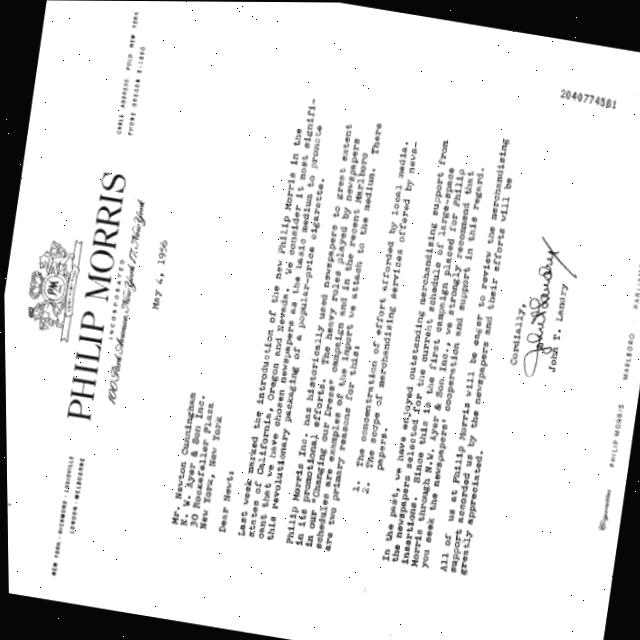 CABLE ADDRESS: POLD NEW YORK
PHONE OREGON 9-1890
PM
PHILIP MORRIS
INCORPORATED
100 Park Avenue, New York 17, New York
NEW YORK · RICHMOND · LOUISVILLE
LONDON · MELBOURNE
May 4, 1956
Mr. Newton Cunningham
N. W. Ayer & Son Inc.
30 Rockefeller Plaza
New York, New York
Dear Newt:
Last week marked the introduction of the new Philip Morris in the
states of California, Oregon and Nevada. We consider it most signifi-
cant that we have chosen newspapers as the basic medium to promote
this revolutionary packaging of a popular-price cigarette.
Philip Morris Inc. has historically used newspapers to great extent
in its promotional efforts. The heavy roles played by newspapers
in our "Changing our Dress" campaign and in the recent Marlboro
schedules are examples of the import we attach to the medium. There
are two primary reasons for this:
1. The concentration of effort afforded by local media.
2. The scope of merchandising services offered by news-
papers.
In the past, we have enjoyed outstanding merchandising support from
the newspapers selected for the current schedule of large-space
insertions. Since this is the first campaign placed for Philip
Morris through N.W. Ayer & Son Inc., we strongly recommend that
you seek the newspapers' cooperation and support in this regard.
All of us at Philip Morris will be eager to review the merchandising
support accorded us by the newspapers and their efforts will be
greatly appreciated.
Cordially,
John T. Landry
John T. Landry
2040774581
PHILIP MORRIS
MARLBORO